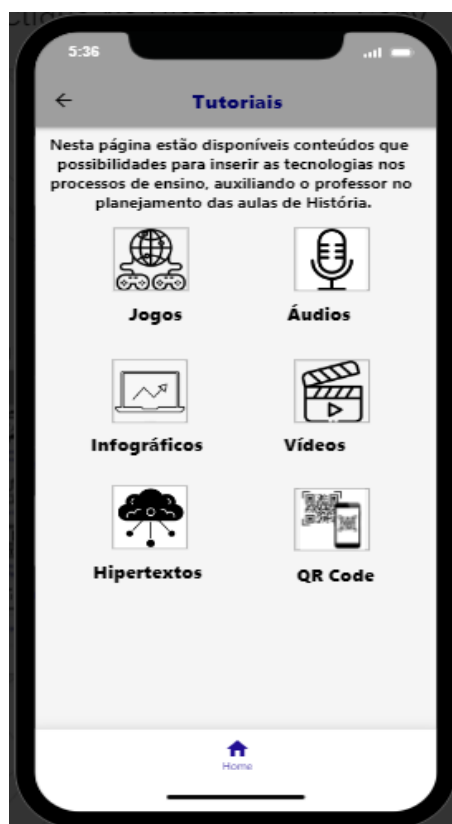 5:36
Tutoriais
Nesta página estão disponíveis conteúdos que
possibilidades para inserir as tecnologias nos
processos de ensino, auxiliando o professor no
planejamento das aulas de História.
Jogos
Áudios
Infográficos
Vídeos
Hipertextos
QR Code
Home